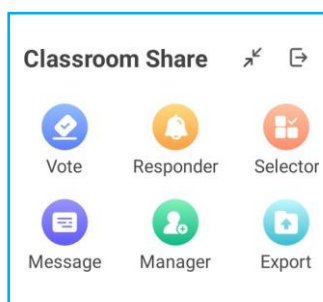 Classroom Share
Vote Responder Selector
Message Manager Export